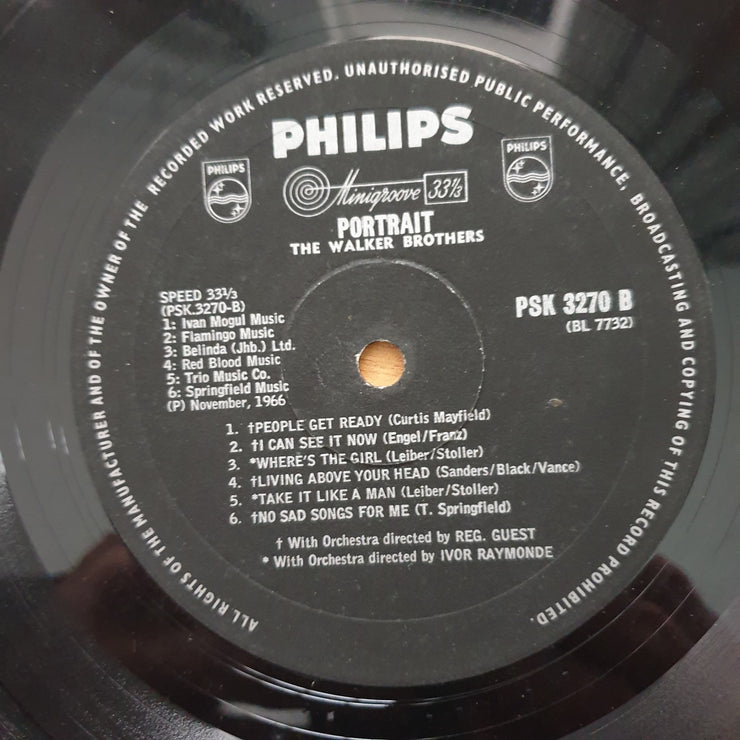 ALL RIGHTS OF THE MANUFACTURER AND OF THE OWNER OF THE RECORDED WORK RESERVED. UNAUTHORISED PUBLIC PERFORMANCE, BROADCASTING AND COPYING OF THIS RECORD PROHIBITED.
PHILIPS
PHILIPS
PHILIPS
Minigroove 33⅓
PORTRAIT
THE WALKER BROTHERS
SPEED 33⅓
(PSK.3270-B)
1: Ivan Mogul Music
2: Flamingo Music
3: Belinda (Jhb.) Ltd.
4: Red Blood Music
5: Trio Music Co.
6: Springfield Music
(P) November, 1966
PSK 3270 B
(BL 7732)
1. †PEOPLE GET READY (Curtis Mayfield)
2. †I CAN SEE IT NOW (Engel/Franz)
3. *WHERE'S THE GIRL (Leiber/Stoller)
4. †LIVING ABOVE YOUR HEAD (Sanders/Black/Vance)
5. *TAKE IT LIKE A MAN (Leiber/Stoller)
6. †NO SAD SONGS FOR ME (T. Springfield)
† With Orchestra directed by REG. GUEST
* With Orchestra directed by IVOR RAYMONDE